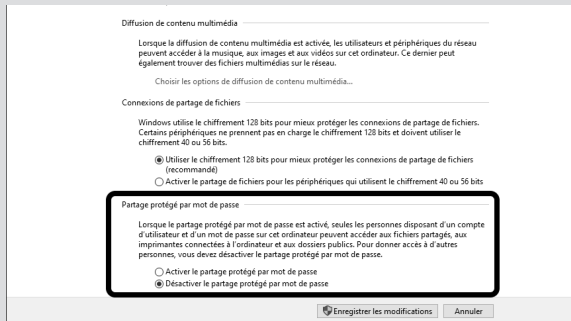 Diffusion de contenu multimédia
Lorsque la diffusion de contenu multimédia est activée, les utilisateurs et périphériques du réseau
peuvent accéder à la musique, aux images et aux vidéos sur cet ordinateur. Ce dernier peut
également trouver des fichiers multimédias sur le réseau.
Choisir les options de diffusion de contenu multimédia...
Connexions de partage de fichiers
Windows utilise le chiffrement 128 bits pour mieux protéger les connexions de partage de fichiers.
Certains périphériques ne prennent pas en charge le chiffrement 128 bits et doivent utiliser le
chiffrement 40 ou 56 bits.
Utiliser le chiffrement 128 bits pour mieux protéger les connexions de partage de fichiers
(recommandé)
Activer le partage de fichiers pour les périphériques qui utilisent le chiffrement 40 ou 56 bits
Partage protégé par mot de passe
Lorsque le partage protégé par mot de passe est activé, seules les personnes disposant d'un compte
d'utilisateur et d'un mot de passe sur cet ordinateur peuvent accéder aux fichiers partagés, aux
imprimantes connectées à l'ordinateur et aux dossiers publics. Pour donner accès à d'autres
personnes, vous devez désactiver le partage protégé par mot de passe.
Activer le partage protégé par mot de passe
Désactiver le partage protégé par mot de passe
Enregistrer les modifications Annuler